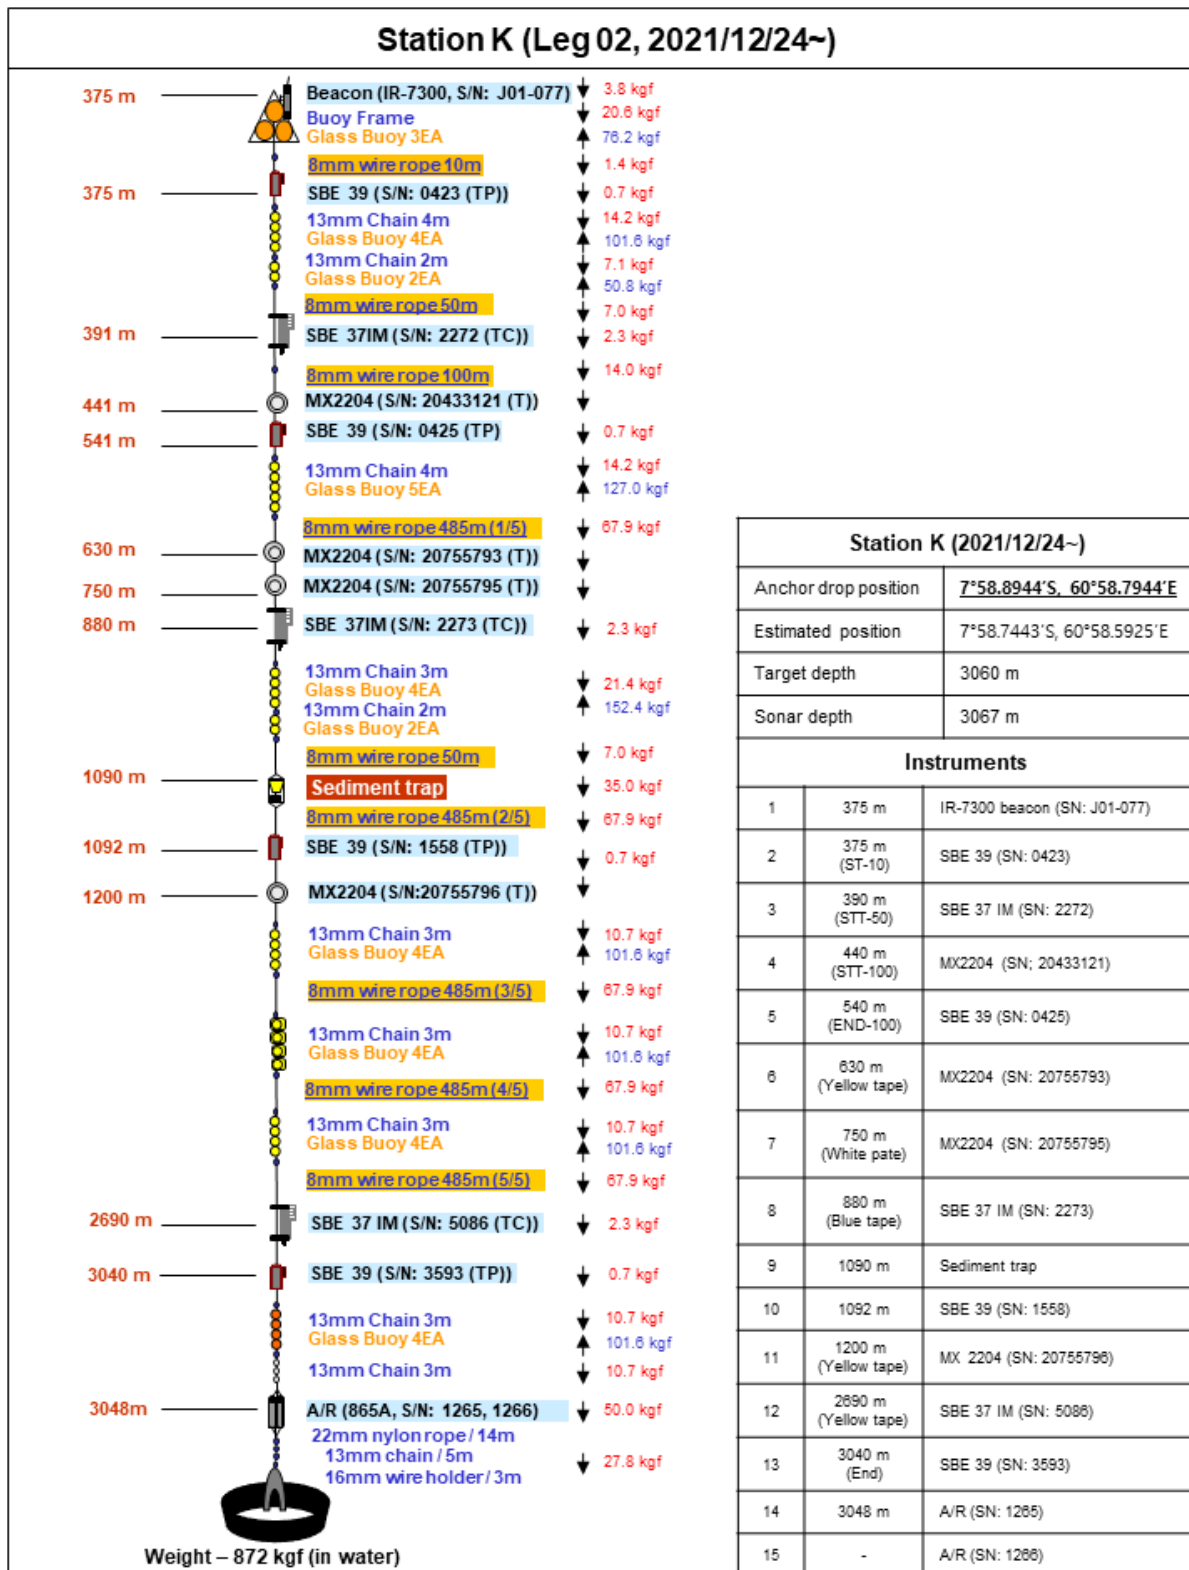 Station K (Leg 02, 2021/12/24~)
375 m
Beacon (IR-7300, S/N: J01-077)
3.8 kgf
Buoy Frame
20.6 kgf
Glass Buoy 3EA
76.2 kgf
8mm wire rope 10m
1.4 kgf
375 m
SBE 39 (S/N: 0423 (TP))
0.7 kgf
13mm Chain 4m
14.2 kgf
Glass Buoy 4EA
101.6 kgf
13mm Chain 2m
7.1 kgf
Glass Buoy 2EA
50.8 kgf
8mm wire rope 50m
7.0 kgf
391 m
SBE 37IM (S/N: 2272 (TC))
2.3 kgf
8mm wire rope 100m
14.0 kgf
441 m
MX2204 (S/N: 20433121 (T))
541 m
SBE 39 (S/N: 0425 (TP)
0.7 kgf
13mm Chain 4m
14.2 kgf
Glass Buoy 5EA
127.0 kgf
8mm wire rope 485m (1/5)
67.9 kgf
630 m
MX2204 (S/N: 20755793 (T))
750 m
MX2204 (S/N: 20755795 (T))
880 m
SBE 37IM (S/N: 2273 (TC))
2.3 kgf
13mm Chain 3m
Glass Buoy 4EA
21.4 kgf
13mm Chain 2m
152.4 kgf
Glass Buoy 2EA
8mm wire rope 50m
7.0 kgf
1090 m
Sediment trap
35.0 kgf
8mm wire rope 485m (2/5)
67.9 kgf
1092 m
SBE 39 (S/N: 1558 (TP))
0.7 kgf
1200 m
MX2204 (S/N:20755796 (T))
13mm Chain 3m
10.7 kgf
Glass Buoy 4EA
101.6 kgf
8mm wire rope 485m (3/5)
67.9 kgf
13mm Chain 3m
10.7 kgf
Glass Buoy 4EA
101.6 kgf
8mm wire rope 485m (4/5)
67.9 kgf
13mm Chain 3m
10.7 kgf
Glass Buoy 4EA
101.6 kgf
8mm wire rope 485m (5/5)
67.9 kgf
2690 m
SBE 37 IM (S/N: 5086 (TC))
2.3 kgf
3040 m
SBE 39 (S/N: 3593 (TP))
0.7 kgf
13mm Chain 3m
10.7 kgf
Glass Buoy 4EA
101.6 kgf
13mm Chain 3m
10.7 kgf
3048m
A/R (865A, S/N: 1265, 1266)
50.0 kgf
22mm nylon rope / 14m
13mm chain / 5m
27.8 kgf
16mm wire holder / 3m
Weight – 872 kgf (in water)
Station K (2021/12/24~)
Anchor drop position
7°58.8944′S, 60°58.7944′E
Estimated position
7°58.7443′S, 60°58.5925′E
Target depth
3060 m
Sonar depth
3067 m
Instruments
1
375 m
IR-7300 beacon (SN: J01-077)
2
375 m
(ST-10)
SBE 39 (SN: 0423)
3
390 m
(STT-50)
SBE 37 IM (SN: 2272)
4
440 m
(STT-100)
MX2204 (SN; 20433121)
5
540 m
(END-100)
SBE 39 (SN: 0425)
6
630 m
(Yellow tape)
MX2204 (SN: 20755793)
7
750 m
(White pate)
MX2204 (SN: 20755795)
8
880 m
(Blue tape)
SBE 37 IM (SN: 2273)
9
1090 m
Sediment trap
10
1092 m
SBE 39 (SN: 1558)
11
1200 m
(Yellow tape)
MX 2204 (SN: 20755796)
12
2690 m
(Yellow tape)
SBE 37 IM (SN: 5086)
13
3040 m
(End)
SBE 39 (SN: 3593)
14
3048 m
A/R (SN: 1265)
15
-
A/R (SN: 1266)